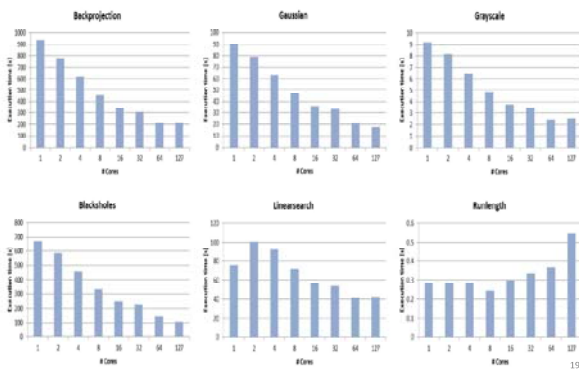 Backprojection
Execution time [s]
1000
900
800
700
600
500
400
300
200
100
0
1 2 4 8 16 32 64 127
# Cores
Gaussian
Execution time [s]
100
90
80
70
60
50
40
30
20
10
0
1 2 4 8 16 32 64 127
# Cores
Grayscale
Execution time [s]
10
9
8
7
6
5
4
3
2
1
0
1 2 4 8 16 32 64 127
# Cores
Blacksholes
Execution time [s]
800
700
600
500
400
300
200
100
0
1 2 4 8 16 32 64 127
# Cores
Linearsearch
Execution time [s]
120
100
80
60
40
20
0
1 2 4 8 16 32 64 127
# Cores
Runlength
Execution time [s]
0.6
0.5
0.4
0.3
0.2
0.1
0
1 2 4 8 16 32 64 127
# Cores
19